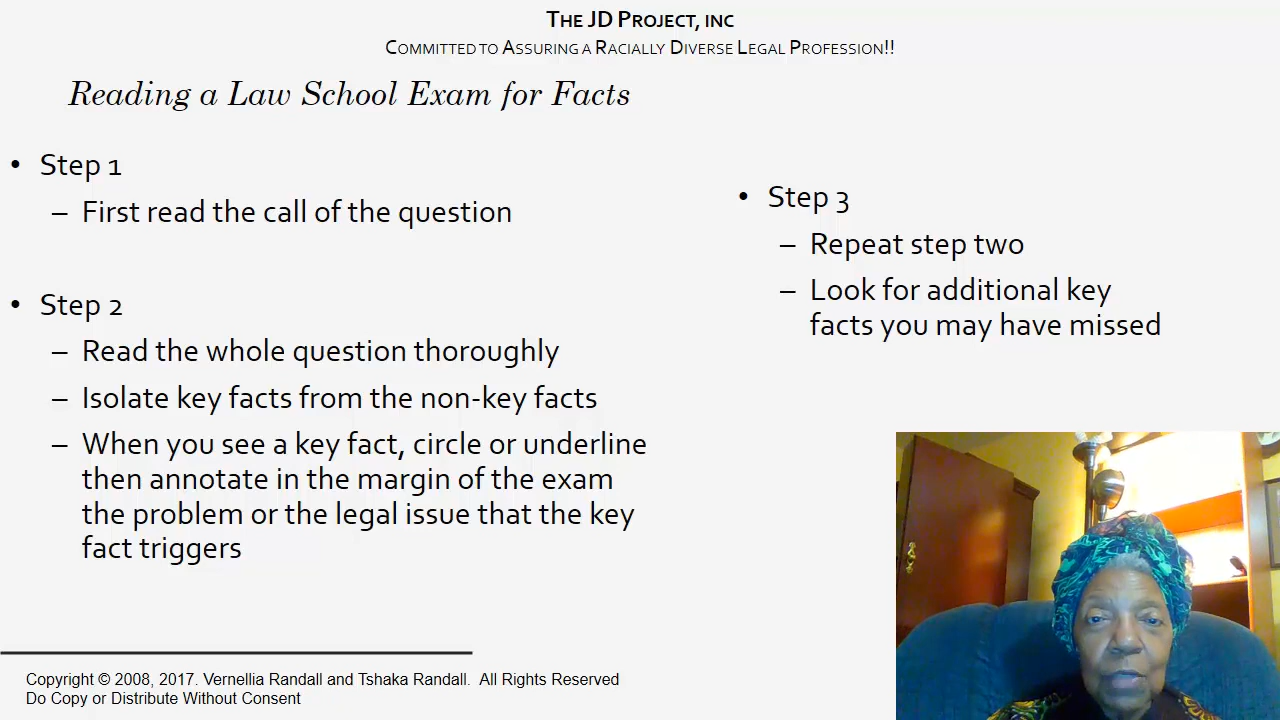 THE JD PROJECT, INC
COMMITTED TO ASSURING A RACIALLY DIVERSE LEGAL PROFESSION!!
Reading a Law School Exam for Facts
• Step 1
– First read the call of the question
• Step 2
– Read the whole question thoroughly
– Isolate key facts from the non-key facts
– When you see a key fact, circle or underline
then annotate in the margin of the exam
the problem or the legal issue that the key
fact triggers
• Step 3
– Repeat step two
– Look for additional key
facts you may have missed
Copyright © 2008, 2017. Vernellia Randall and Tshaka Randall. All Rights Reserved
Do Copy or Distribute Without Consent